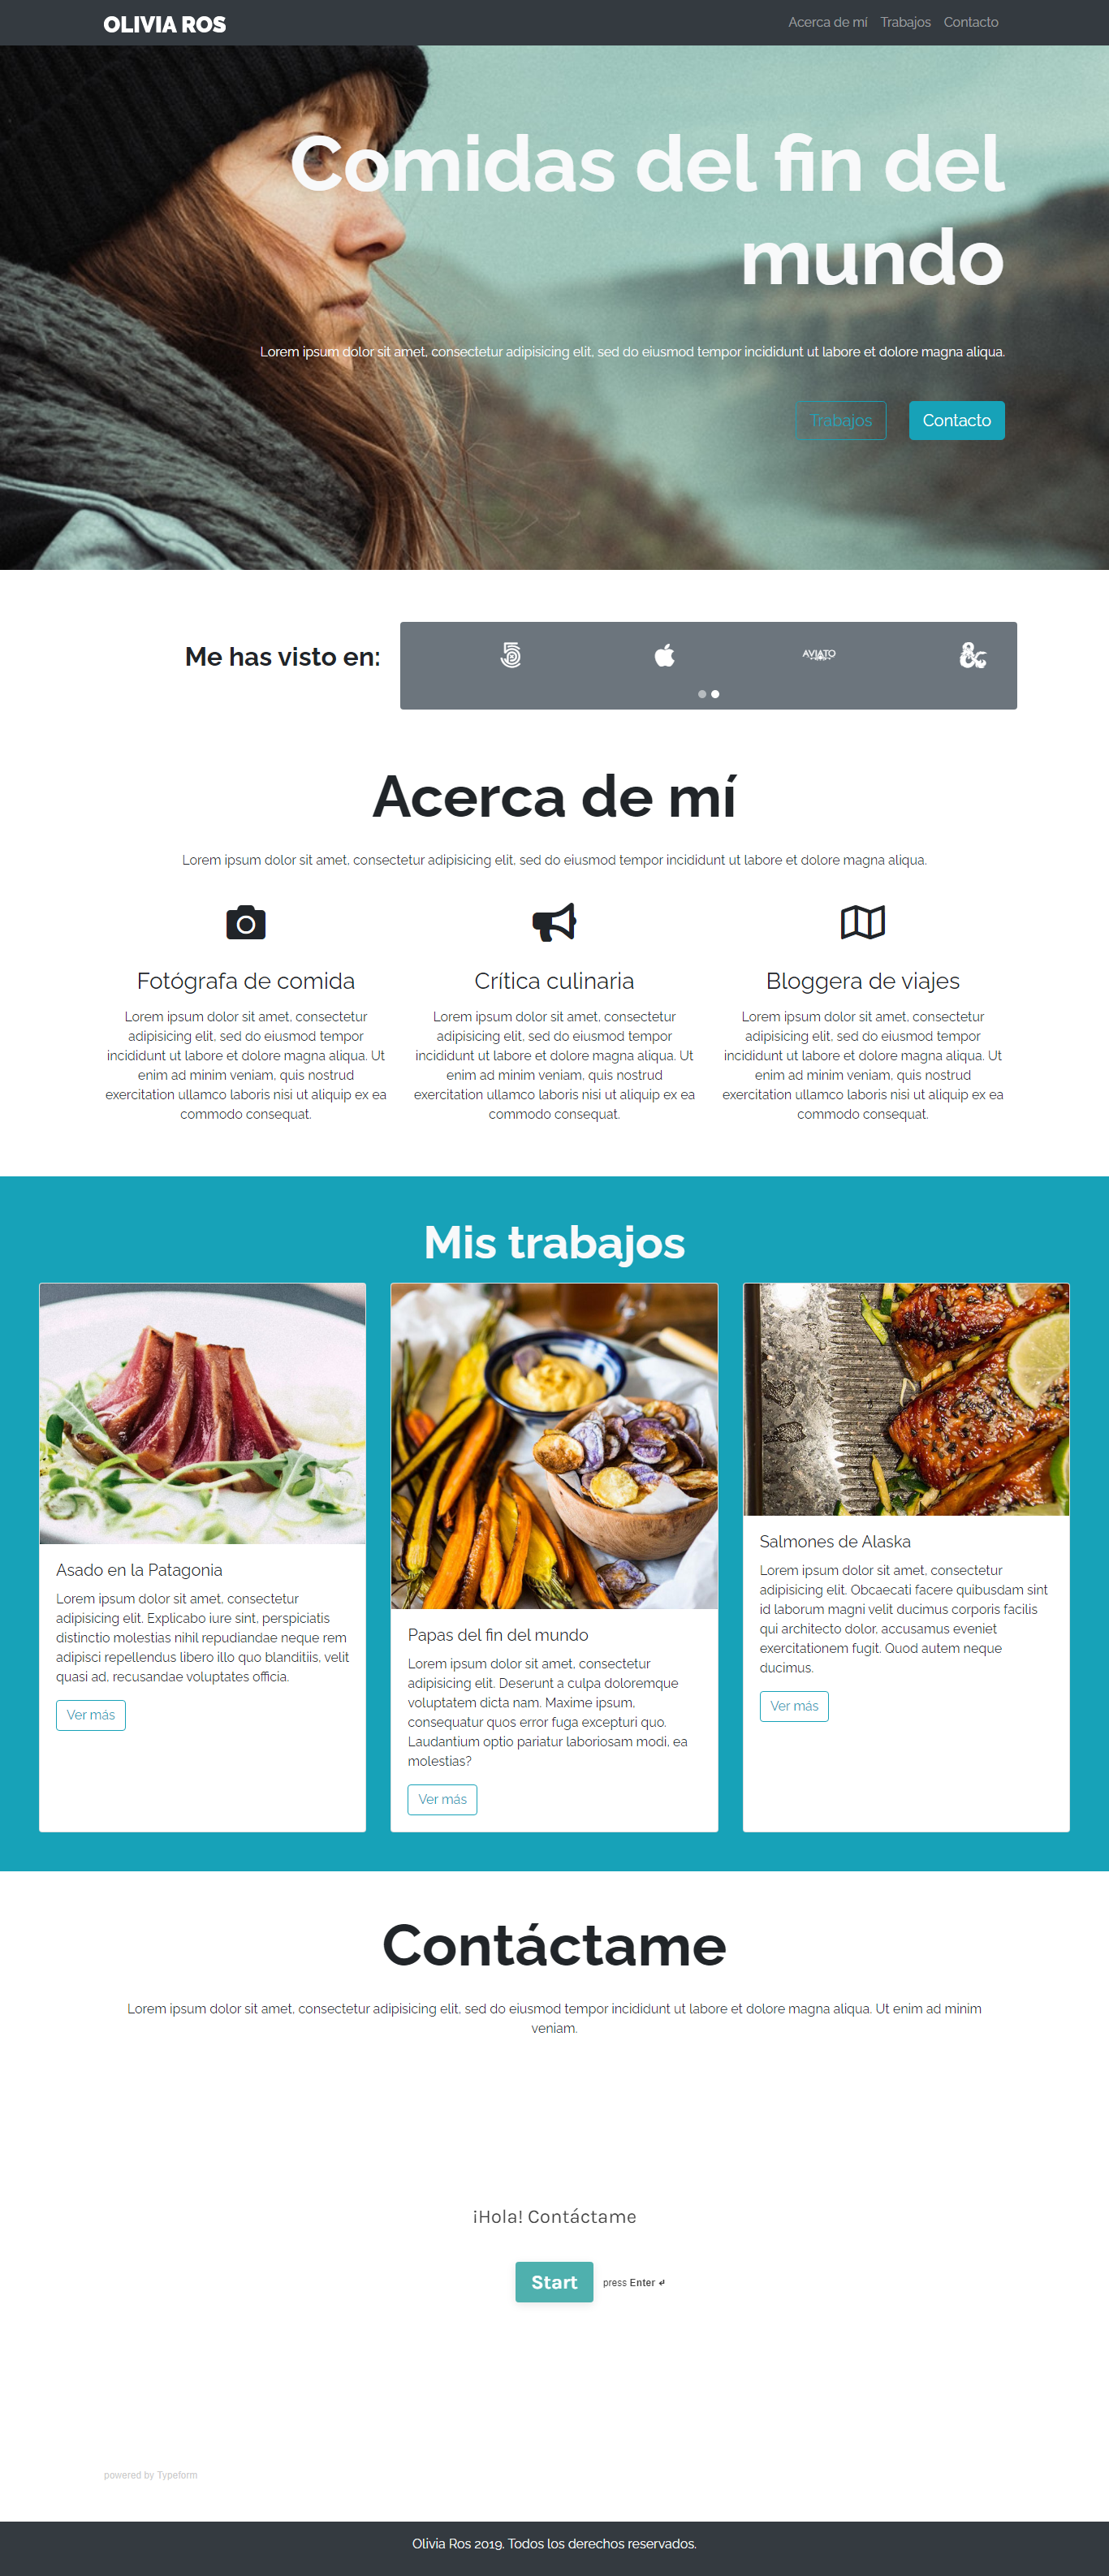 OLIVIA ROS
Acerca de mí Trabajos Contacto
Comidas del fin del
mundo
Lorem ipsum dolor sit amet, consectetur adipisicing elit, sed do eiusmod tempor incididunt ut labore et dolore magna aliqua.
Trabajos Contacto
Me has visto en:
5
AVIATO
&
Acerca de mí
Lorem ipsum dolor sit amet, consectetur adipisicing elit, sed do eiusmod tempor incididunt ut labore et dolore magna aliqua.
Fotógrafa de comida
Lorem ipsum dolor sit amet, consectetur
adipisicing elit, sed do eiusmod tempor
incididunt ut labore et dolore magna aliqua. Ut
enim ad minim veniam, quis nostrud
exercitation ullamco laboris nisi ut aliquip ex ea
commodo consequat.
Crítica culinaria
Lorem ipsum dolor sit amet, consectetur
adipisicing elit, sed do eiusmod tempor
incididunt ut labore et dolore magna aliqua. Ut
enim ad minim veniam, quis nostrud
exercitation ullamco laboris nisi ut aliquip ex ea
commodo consequat.
Bloggera de viajes
Lorem ipsum dolor sit amet, consectetur
adipisicing elit, sed do eiusmod tempor
incididunt ut labore et dolore magna aliqua. Ut
enim ad minim veniam, quis nostrud
exercitation ullamco laboris nisi ut aliquip ex ea
commodo consequat.
Mis trabajos
Asado en la Patagonia
Lorem ipsum dolor sit amet, consectetur
adipisicing elit. Explicabo iure sint, perspiciatis
distinctio molestias nihil repudiandae neque rem
adipisci repellendus libero illo quo blanditiis, velit
quasi ad, recusandae voluptates officia.
Ver más
Papas del fin del mundo
Lorem ipsum dolor sit amet, consectetur
adipisicing elit. Deserunt a culpa doloremque
voluptatem dicta nam. Maxime ipsum,
consequatur quos error fuga excepturi quo.
Laudantium optio pariatur laboriosam modi, ea
molestias?
Ver más
Salmones de Alaska
Lorem ipsum dolor sit amet, consectetur
adipisicing elit. Obcaecati facere quibusdam sint
id laborum magni velit ducimus corporis facilis
qui architecto dolor, accusamus eveniet
exercitationem fugit. Quod autem neque
ducimus.
Ver más
Contáctame
Lorem ipsum dolor sit amet, consectetur adipisicing elit, sed do eiusmod tempor incididunt ut labore et dolore magna aliqua. Ut enim ad minim
veniam.
¡Hola! Contáctame
Start press Enter ↵
powered by Typeform
Olivia Ros 2019. Todos los derechos reservados.